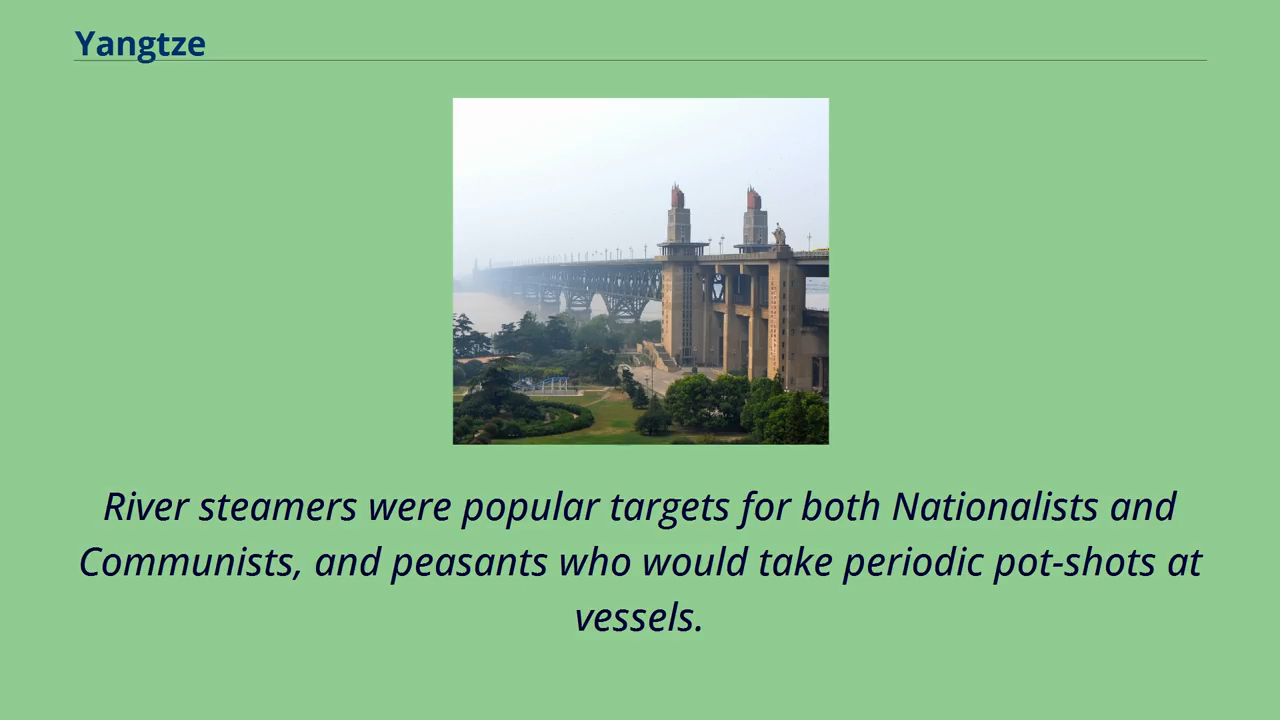 Yangtze
River steamers were popular targets for both Nationalists and
Communists, and peasants who would take periodic pot-shots at
vessels.